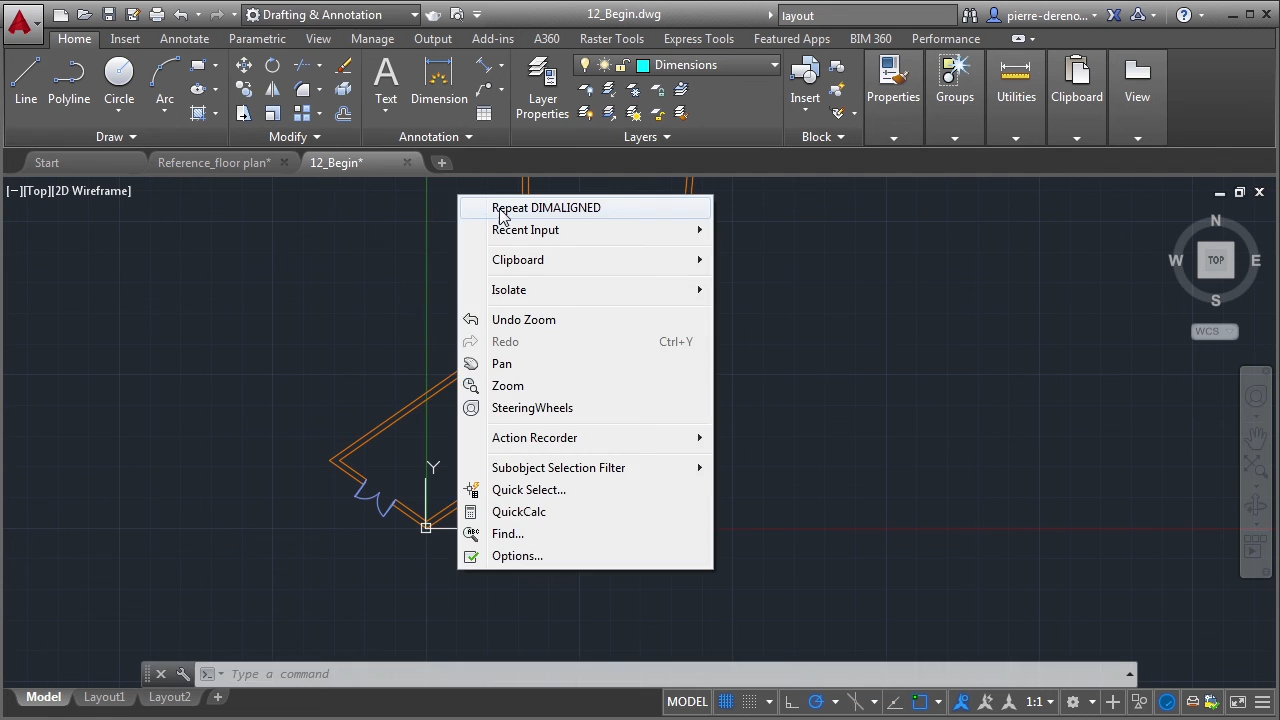 Drafting & Annotation
12_Begin.dwg
layout
pierre-dereno...
Home
Insert
Annotate
Parametric
View
Manage
Output
Add-ins
A360
Raster Tools
Express Tools
Featured Apps
BIM 360
Performance
Line
Polyline
Circle
Arc
Text
Dimension
Layer
Properties
Dimensions
Insert
Properties
Groups
Utilities
Clipboard
View
Draw
Modify
Annotation
Layers
Block
Start
Reference_floor plan*
12_Begin*
[−][Top][2D Wireframe]
Repeat DIMALIGNED
Recent Input
Clipboard
Isolate
Undo Zoom
Redo Ctrl+Y
Pan
Zoom
SteeringWheels
Action Recorder
Subobject Selection Filter
Quick Select...
QuickCalc
Find...
Options...
Y
N
W
TOP
E
S
WCS
Type a command
Model
Layout1
Layout2
MODEL
1:1